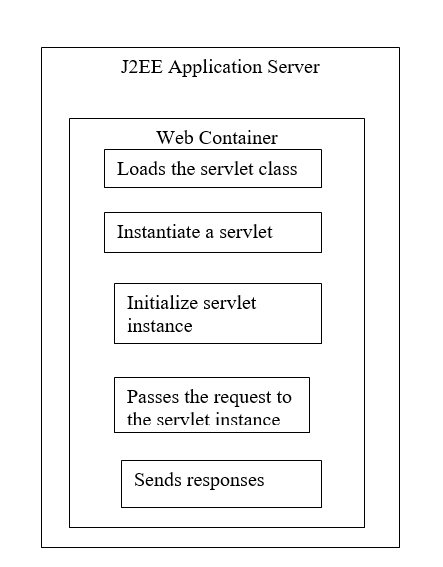 J2EE Application Server
Web Container
Loads the servlet class
Instantiate a servlet
Initialize servlet
instance
Passes the request to
the servlet instance
Sends responses